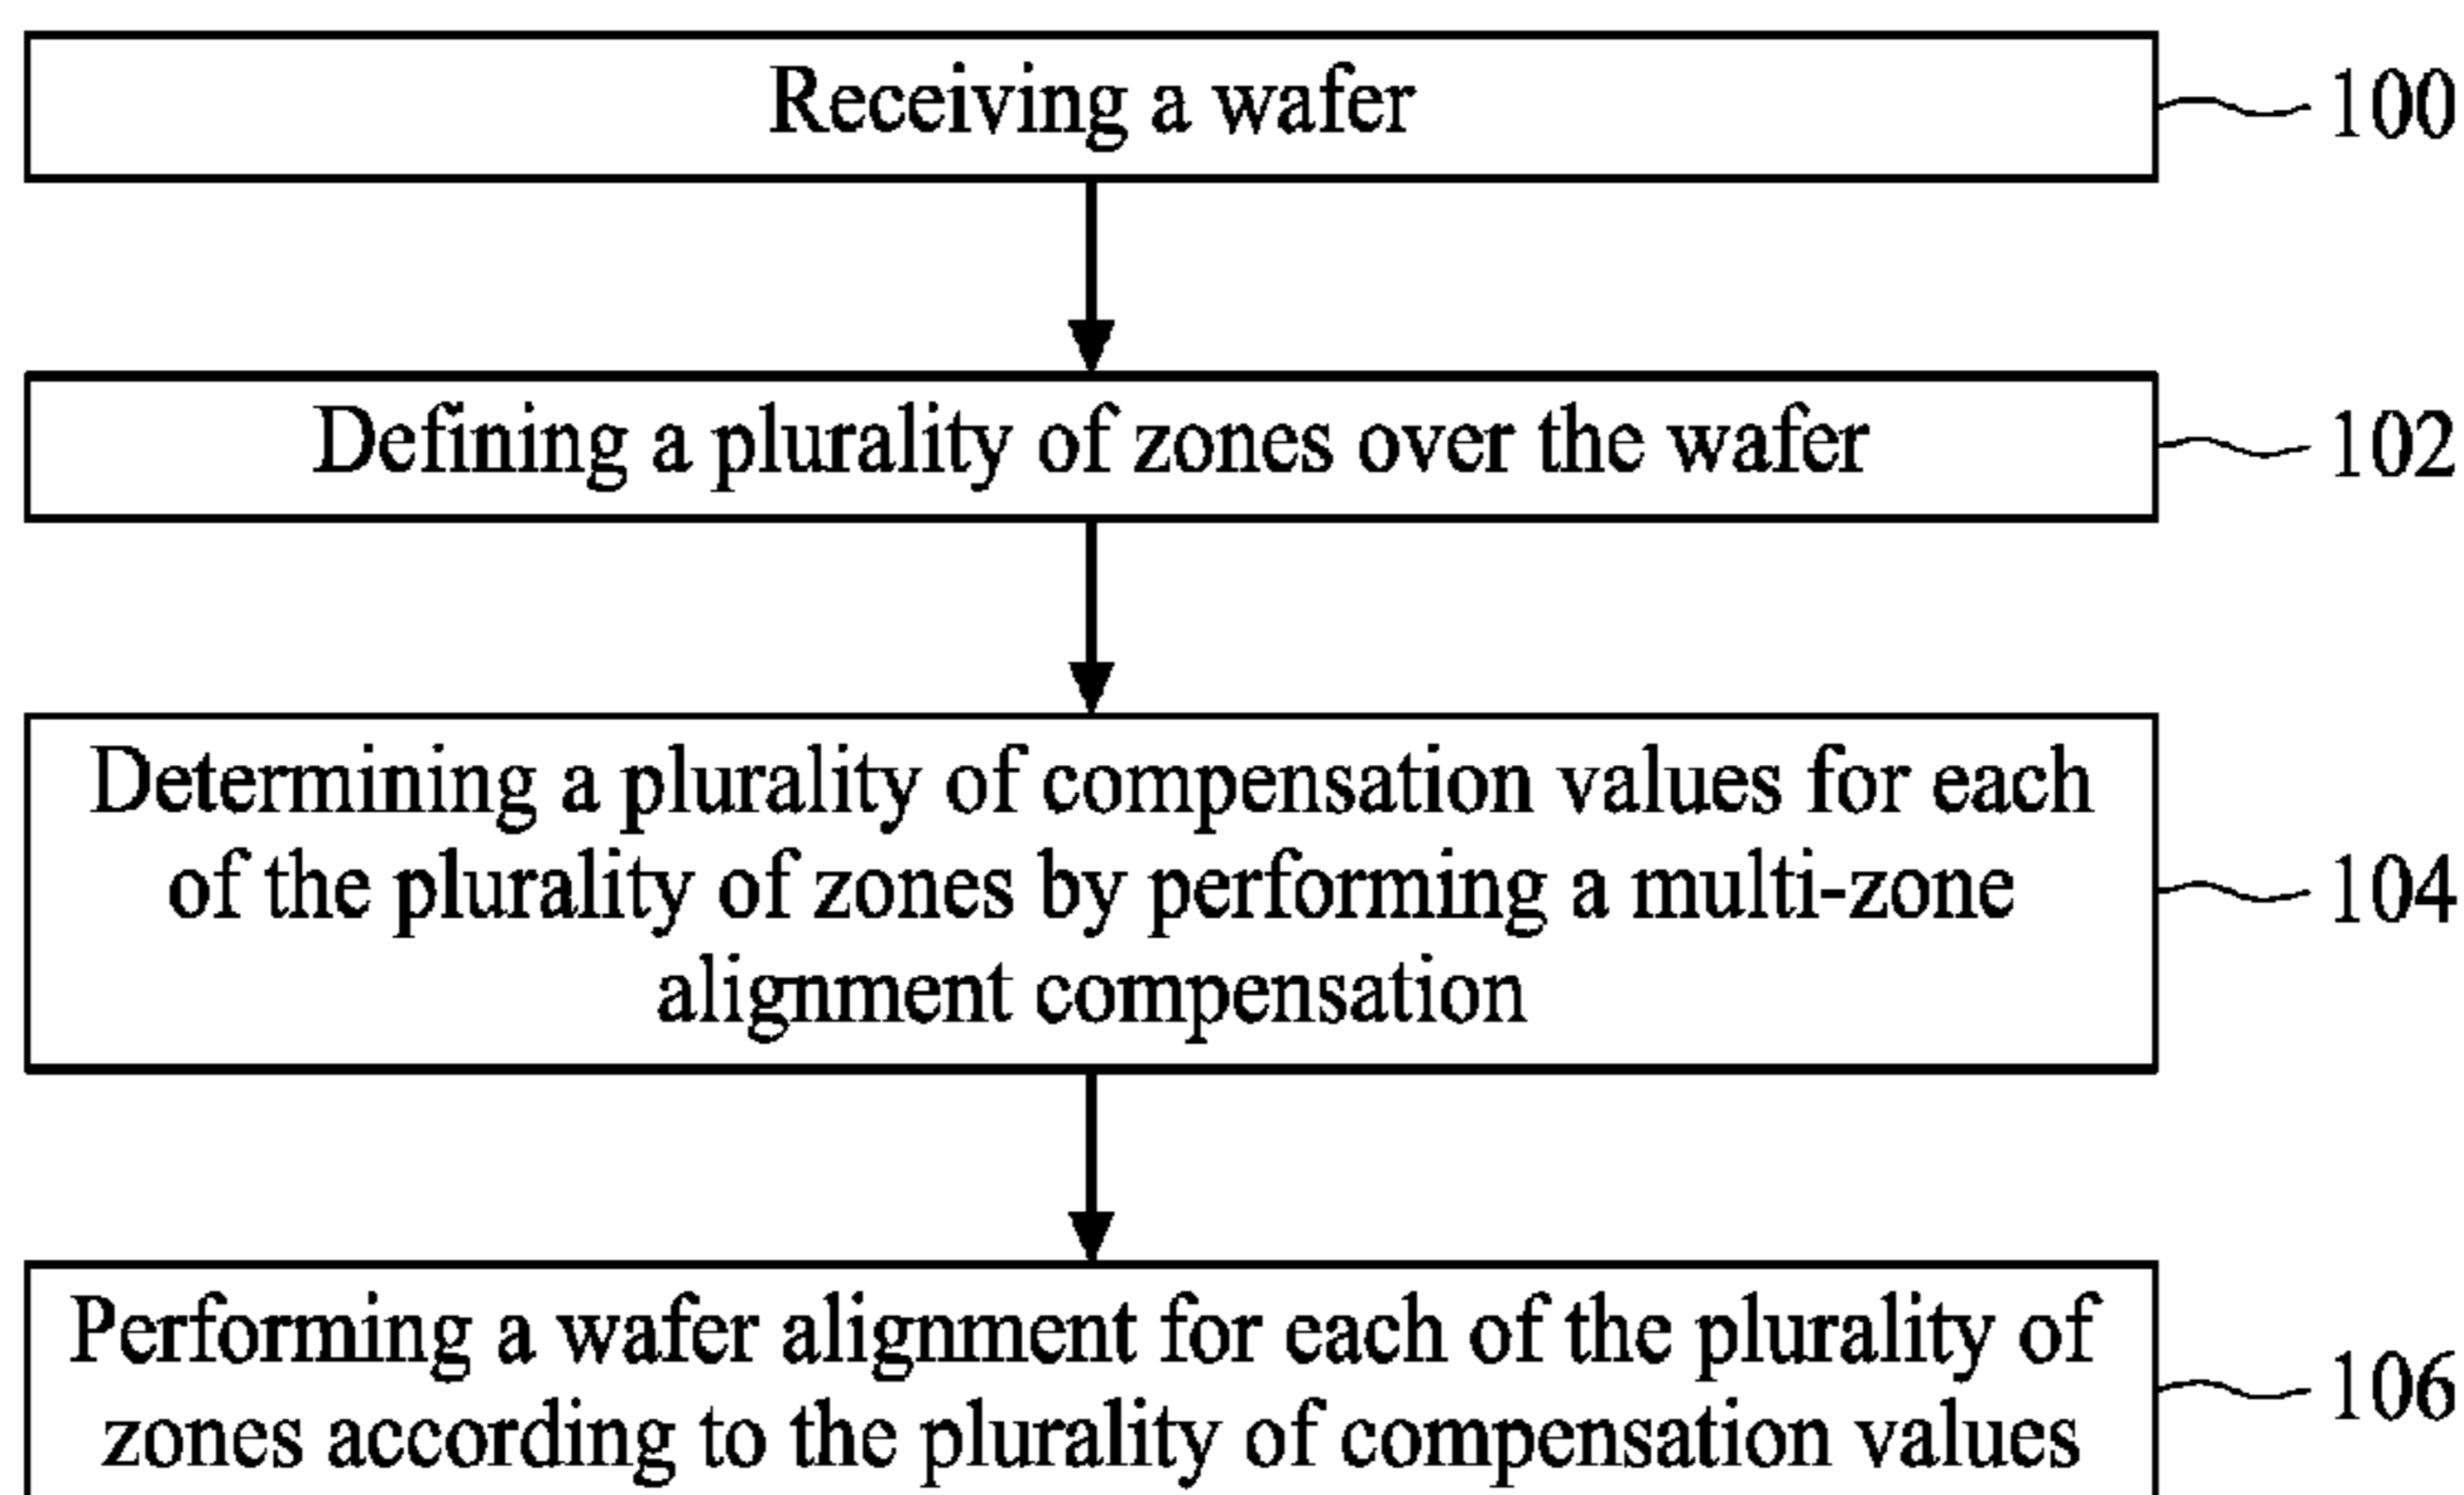 Receiving a wafer
100
Defining a plurality of zones over the wafer
102
Determining a plurality of compensation values for each
of the plurality of zones by performing a multi-zone
alignment compensation
104
Performing a wafer alignment for each of the plurality of
zones according to the plurality of compensation values
106